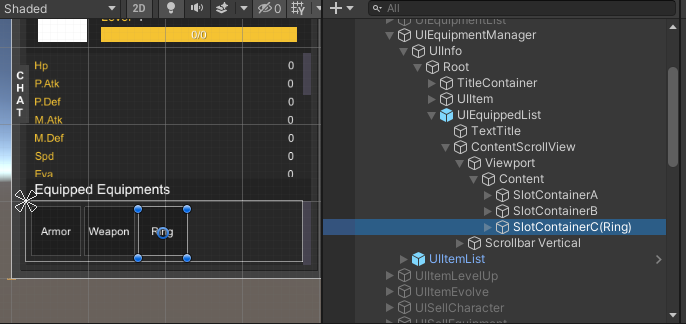 Shaded
2D
0
All
Level 1
0/0
CHAT
Hp 0
P.Atk 0
P.Def 0
M.Atk 0
M.Def 0
Spd 0
Eva 0
Equipped Equipments
Armor Weapon Ring
UIEquipmentList
UIEquipmentManager
UIInfo
Root
TitleContainer
UIItem
UIEquippedList
TextTitle
ContentScrollView
Viewport
Content
SlotContainerA
SlotContainerB
SlotContainerC(Ring)
Scrollbar Vertical
UIItemList
UIItemLevelUp
UIItemEvolve
UISellCharacter
UISellEquipment